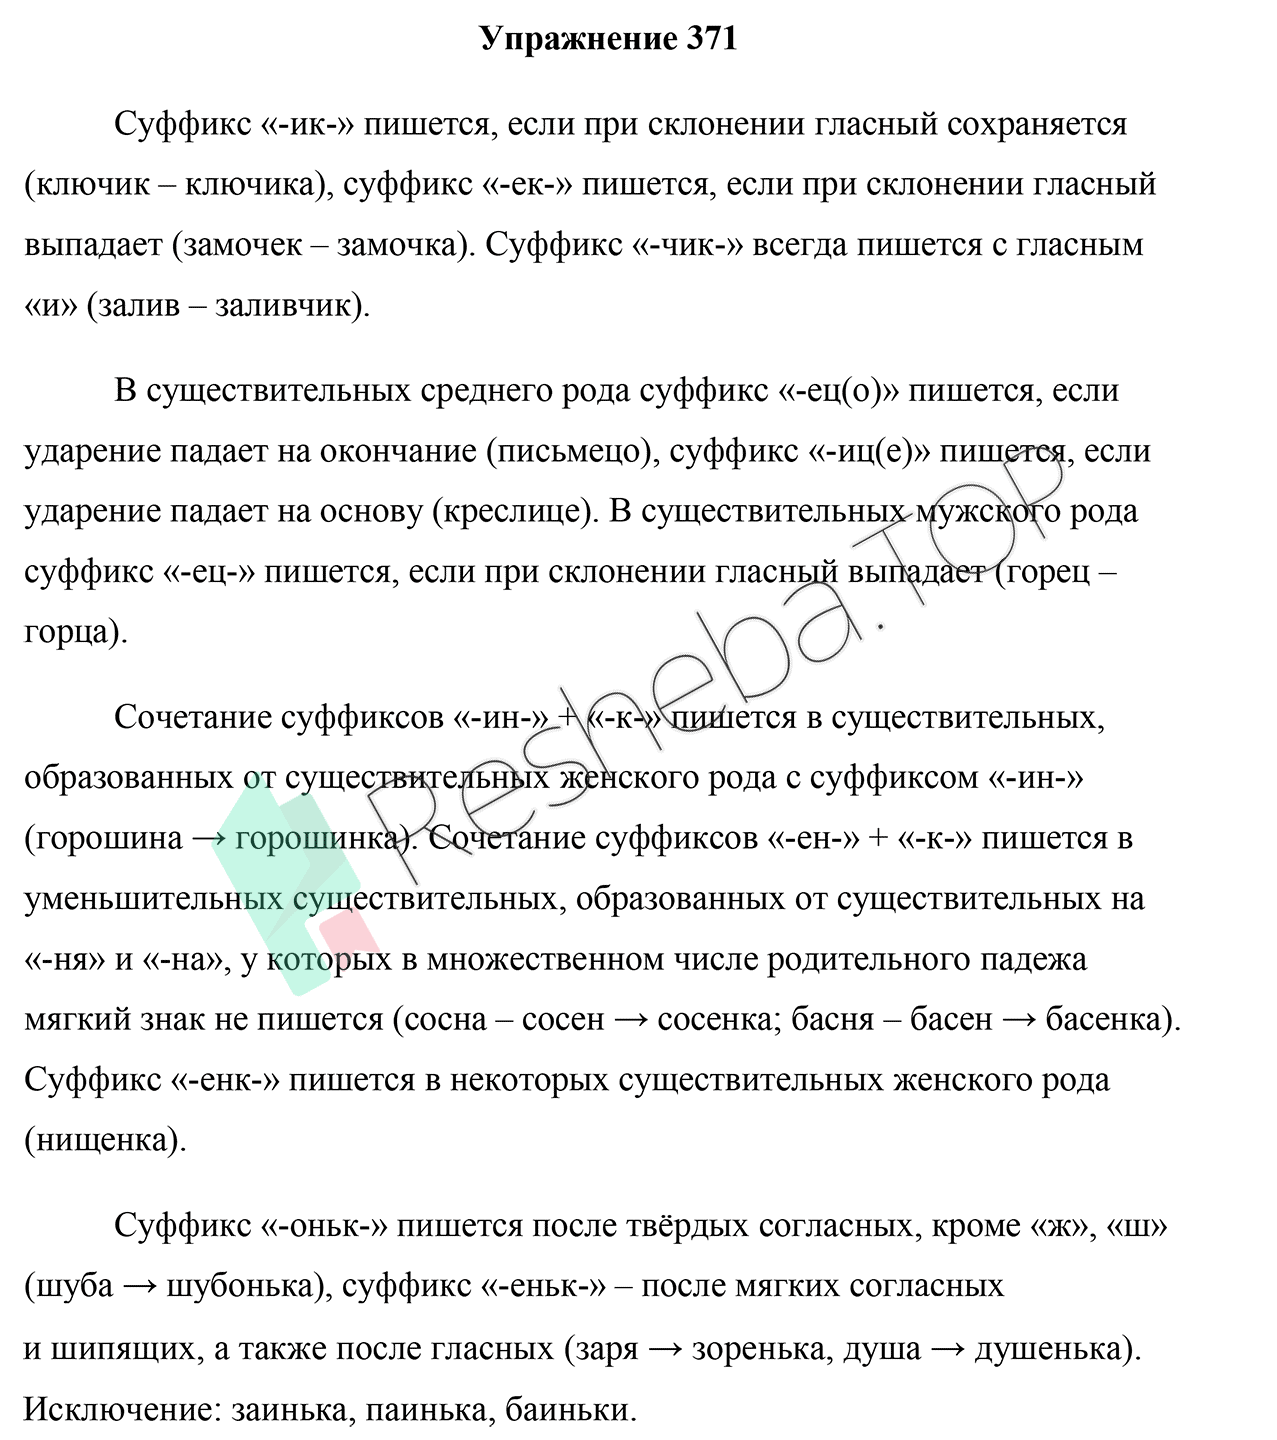 Упражнение 371
Суффикс «-ик-» пишется, если при склонении гласный сохраняется
(ключик – ключика), суффикс «-ек-» пишется, если при склонении гласный
выпадает (замочек – замочка). Суффикс «-чик-» всегда пишется с гласным
«и» (залив – заливчик).
В существительных среднего рода суффикс «-ец(о)» пишется, если
ударение падает на окончание (письмецо), суффикс «-иц(е)» пишется, если
ударение падает на основу (креслице). В существительных мужского рода
суффикс «-ец-» пишется, если при склонении гласный выпадает (горец –
горца).
Сочетание суффиксов «-ин-» + «-к-» пишется в существительных,
образованных от существительных женского рода с суффиксом «-ин-»
(горошина → горошинка). Сочетание суффиксов «-ен-» + «-к-» пишется в
уменьшительных существительных, образованных от существительных на
«-ня» и «-на», у которых в множественном числе родительного падежа
мягкий знак не пишется (сосна – сосен → сосенка; басня – басен → басенка).
Суффикс «-енк-» пишется в некоторых существительных женского рода
(нищенка).
Суффикс «-оньк-» пишется после твёрдых согласных, кроме «ж», «ш»
(шуба → шубонька), суффикс «-еньк-» – после мягких согласных
и шипящих, а также после гласных (заря → зоренька, душа → душенька).
Исключение: заинька, паинька, баиньки.
Resheba.TOP